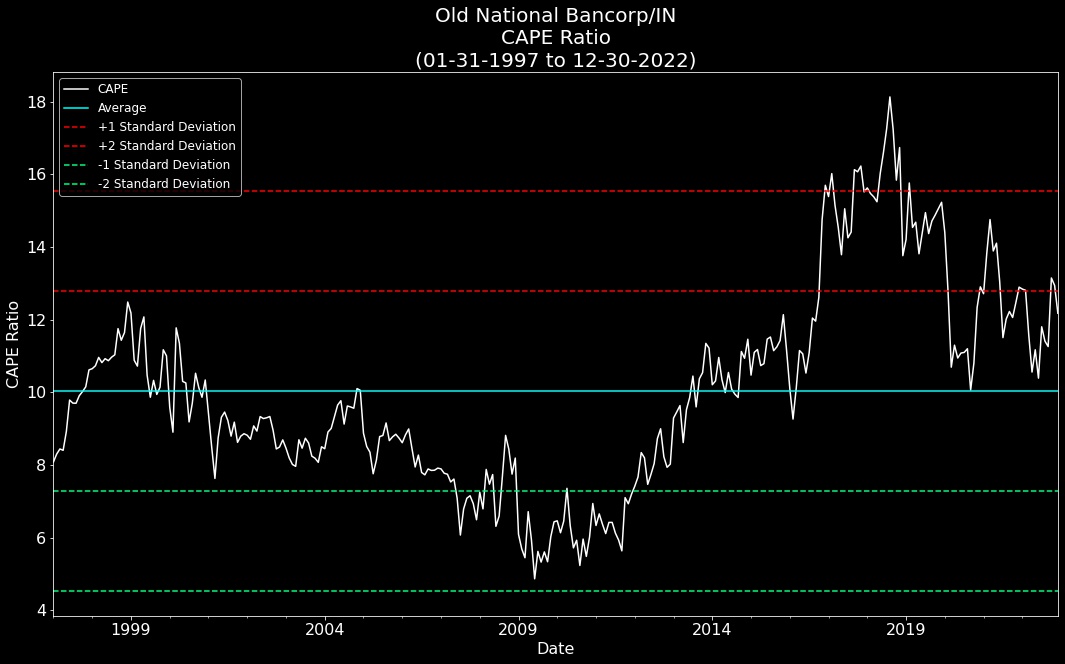 Old National Bancorp/IN
CAPE Ratio
(01-31-1997 to 12-30-2022)
CAPE
Average
+1 Standard Deviation
+2 Standard Deviation
-1 Standard Deviation
-2 Standard Deviation
18
16
14
12
10
8
6
4
CAPE Ratio
1999
2004
2009
2014
2019
Date